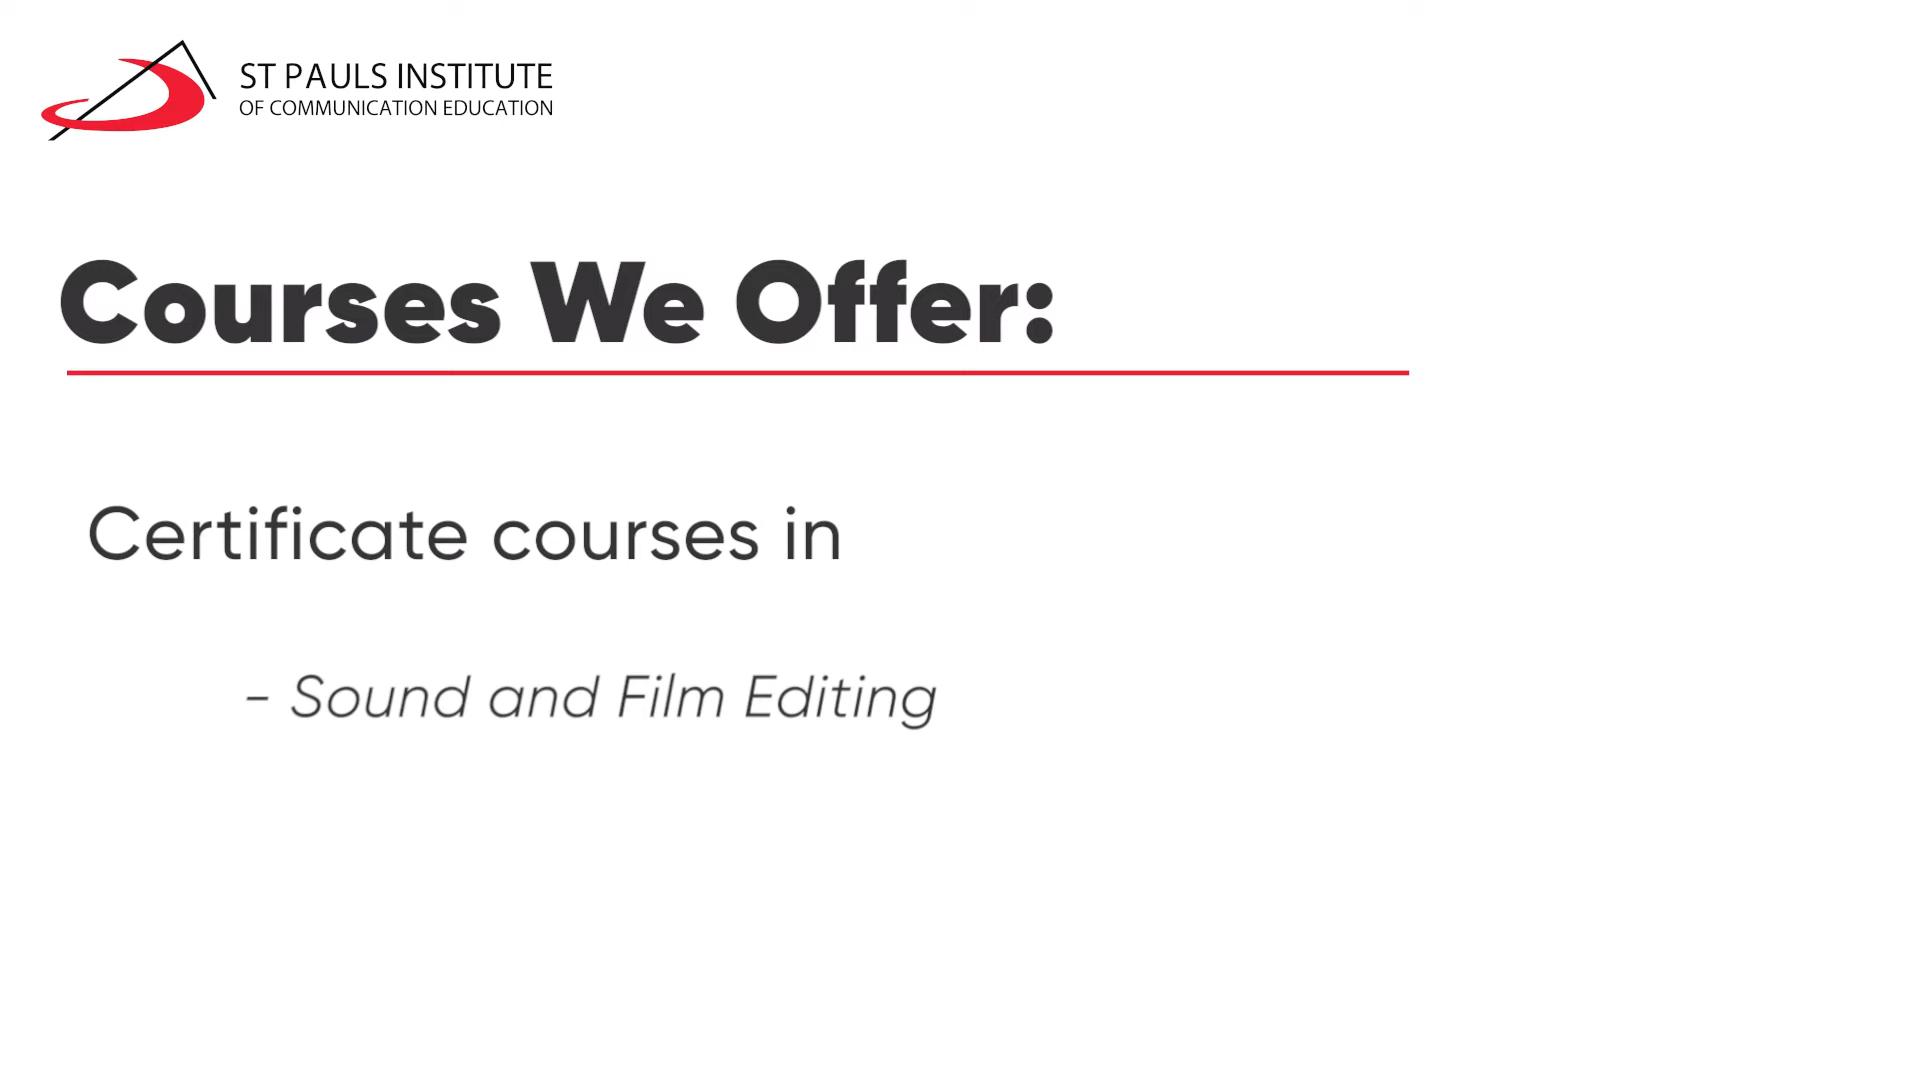 ST PAULS INSTITUTE
OF COMMUNICATION EDUCATION
Courses We Offer:
Certificate courses in
- Sound and Film Editing